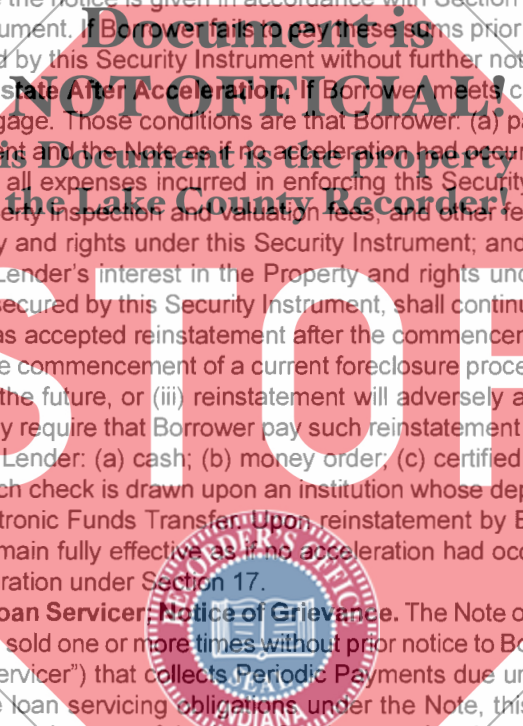 the notice is given in accordance with Section
ument. If Borrower fails to pay these sums prior
Document is
d by this Security Instrument without further not
state After Acceleration. If Borrower meets c
NOT OFFICIAL!
gage. Those conditions are that Borrower: (a) pa
nt and the Note as if no acceleration had occur
is Document is the property
all expenses incurred in enforcing this Security
the Lake County Recorder!
erty inspection and valuation fees, and other fe
y and rights under this Security Instrument; and
Lender's interest in the Property and rights und
secured by this Security Instrument, shall continu
STOP
as accepted reinstatement after the commencem
e commencement of a current foreclosure proce
the future, or (iii) reinstatement will adversely a
y require that Borrower pay such reinstatement
Lender: (a) cash; (b) money order; (c) certified
ch check is drawn upon an institution whose dep
tronic Funds Transfer. Upon reinstatement by B
main fully effective as if no acceleration had occ
ration under Section 17.
RECORDER'S OFFICE
SEAL
INDIANA
oan Servicer; Notice of Grievance. The Note o
sold one or more times without prior notice to Bo
ervicer") that collects Periodic Payments due un
e loan servicing obligations under the Note, this